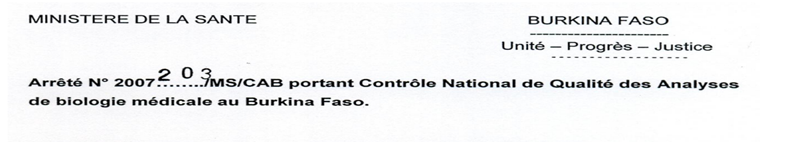 MINISTERE DE LA SANTE
BURKINA FASO
Unité – Progrès – Justice
Arrêté N° 2007.203./MS/CAB portant Contrôle National de Qualité des Analyses
de biologie médicale au Burkina Faso.